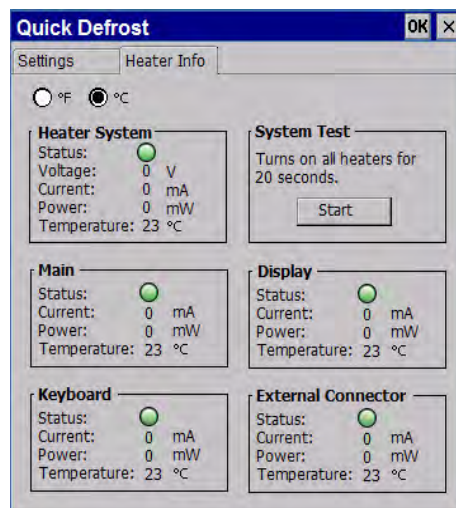 Quick Defrost OK ×
Settings Heater Info
°F °C
Heater System
Status:
Voltage: 0 V
Current: 0 mA
Power: 0 mW
Temperature: 23 °C
System Test
Turns on all heaters for
20 seconds.
Start
Main
Status:
Current: 0 mA
Power: 0 mW
Temperature: 23 °C
Display
Status:
Current: 0 mA
Power: 0 mW
Temperature: 23 °C
Keyboard
Status:
Current: 0 mA
Power: 0 mW
Temperature: 23 °C
External Connector
Status:
Current: 0 mA
Power: 0 mW
Temperature: 23 °C